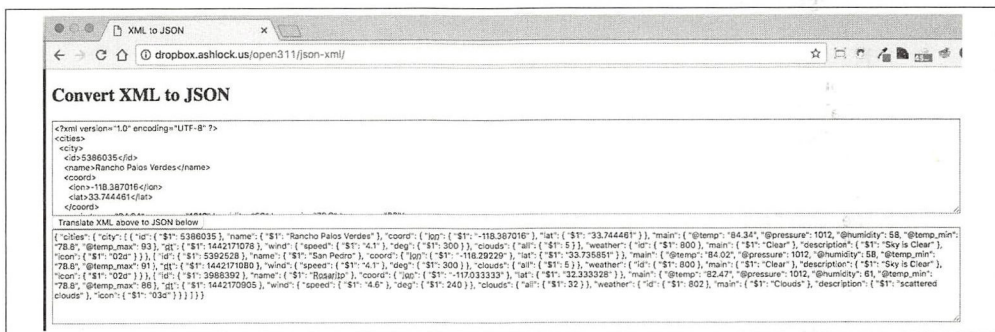 XML to JSON
dropbox.ashlock.us/open311/json-xml/
Convert XML to JSON
<?xml version="1.0" encoding="UTF-8" ?>
<cities>
<city>
<id>5386035</id>
<name>Rancho Palos Verdes</name>
<coord>
<lon>-118.387016</lon>
<lat>33.744461</lat>
</coord>
Translate XML above to JSON below
{ "cities": { "city": [ { "id": { "$1": 5386035 }, "name": { "$1": "Rancho Palos Verdes" }, "coord": { "lon": { "$1": "-118.387016" }, "lat": { "$1": "33.744461" } }, "main": { "@temp": "84.34", "@pressure": 1012, "@humidity": 58, "@temp_min":
"78.8", "@temp_max": 93 }, "dt": { "$1": 1442171078 }, "wind": { "speed": { "$1": "4.1" }, "deg": { "$1": 300 } }, "clouds": { "all": { "$1": 5 } }, "weather": { "id": { "$1": 800 }, "main": { "$1": "Clear" }, "description": { "$1": "Sky is Clear" },
"icon": { "$1": "02d" } } }, { "id": { "$1": 5392528 }, "name": { "$1": "San Pedro" }, "coord": { "lon": { "$1": "-118.29229" }, "lat": { "$1": "33.735851" } }, "main": { "@temp": "84.02", "@pressure": 1012, "@humidity": 58, "@temp_min":
"78.8", "@temp_max": 91 }, "dt": { "$1": 1442171080 }, "wind": { "speed": { "$1": "4.1" }, "deg": { "$1": 300 } }, "clouds": { "all": { "$1": 5 } }, "weather": { "id": { "$1": 800 }, "main": { "$1": "Clear" }, "description": { "$1": "Sky is Clear" },
"icon": { "$1": "02d" } } }, { "id": { "$1": 3988392 }, "name": { "$1": "Rosarito" }, "coord": { "lon": { "$1": "-117.033333" }, "lat": { "$1": "32.333328" } }, "main": { "@temp": "82.47", "@pressure": 1012, "@humidity": 61, "@temp_min":
"78.8", "@temp_max": 86 }, "dt": { "$1": 1442170905 }, "wind": { "speed": { "$1": "4.6" }, "deg": { "$1": 240 } }, "clouds": { "all": { "$1": 32 } }, "weather": { "id": { "$1": 802 }, "main": { "$1": "Clouds" }, "description": { "$1": "scattered
clouds" }, "icon": { "$1": "03d" } } } ] } }